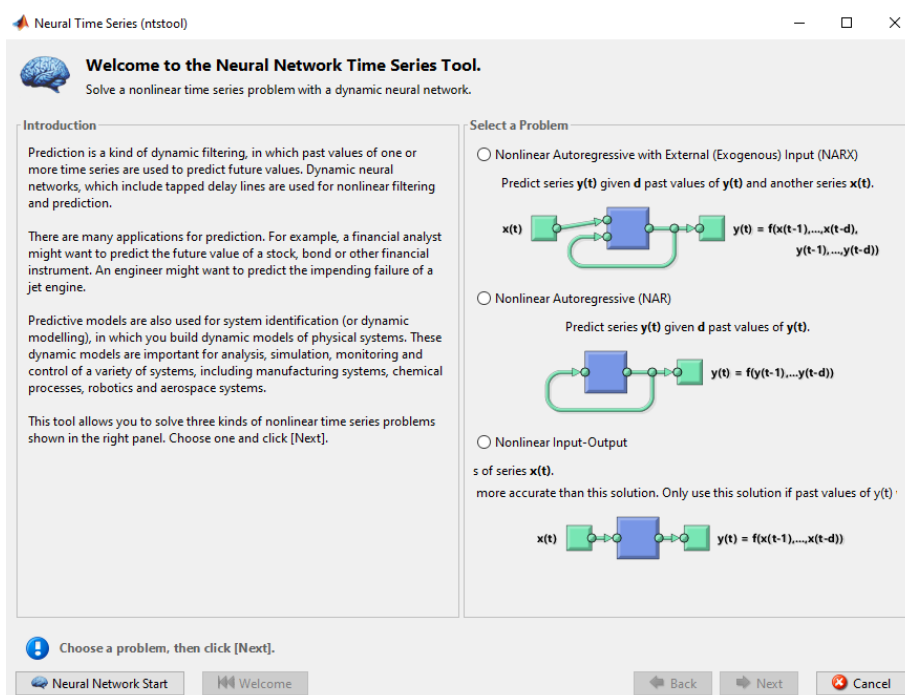 Neural Time Series (ntstool)
Welcome to the Neural Network Time Series Tool.
Solve a nonlinear time series problem with a dynamic neural network.
Introduction
Prediction is a kind of dynamic filtering, in which past values of one or
more time series are used to predict future values. Dynamic neural
networks, which include tapped delay lines are used for nonlinear filtering
and prediction.
There are many applications for prediction. For example, a financial analyst
might want to predict the future value of a stock, bond or other financial
instrument. An engineer might want to predict the impending failure of a
jet engine.
Predictive models are also used for system identification (or dynamic
modelling), in which you build dynamic models of physical systems. These
dynamic models are important for analysis, simulation, monitoring and
control of a variety of systems, including manufacturing systems, chemical
processes, robotics and aerospace systems.
This tool allows you to solve three kinds of nonlinear time series problems
shown in the right panel. Choose one and click [Next].
Select a Problem
Nonlinear Autoregressive with External (Exogenous) Input (NARX)
Predict series y(t) given d past values of y(t) and another series x(t).
x(t) y(t) = f(x(t-1),...,x(t-d),
y(t-1),...,y(t-d))
Nonlinear Autoregressive (NAR)
Predict series y(t) given d past values of y(t).
y(t) = f(y(t-1),...y(t-d))
Nonlinear Input-Output
s of series x(t).
more accurate than this solution. Only use this solution if past values of y(t)
x(t) y(t) = f(x(t-1),...,x(t-d))
Choose a problem, then click [Next].
Neural Network Start Welcome Back Next Cancel